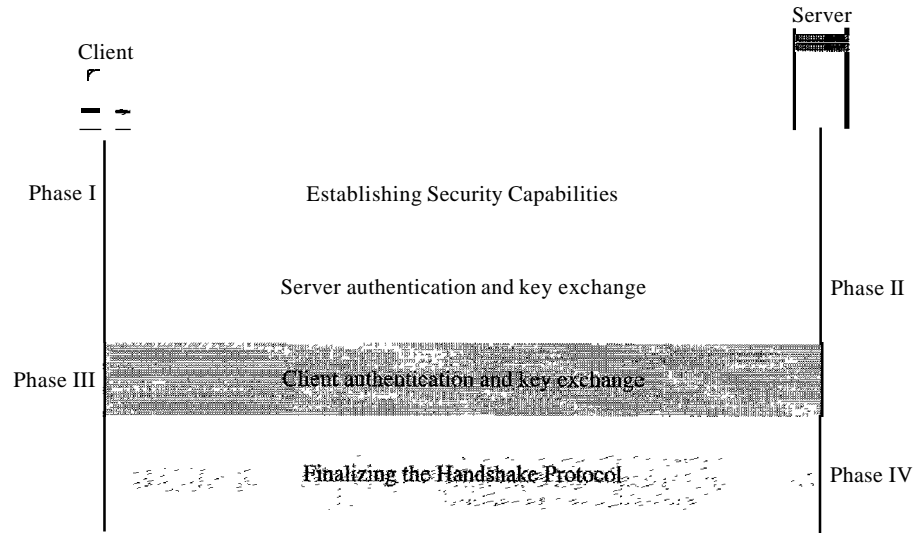 Server
Client
Phase I
Establishing Security Capabilities
Server authentication and key exchange
Phase II
Phase III
Client authentication and key exchange
Finalizing the Handshake Protocol
Phase IV